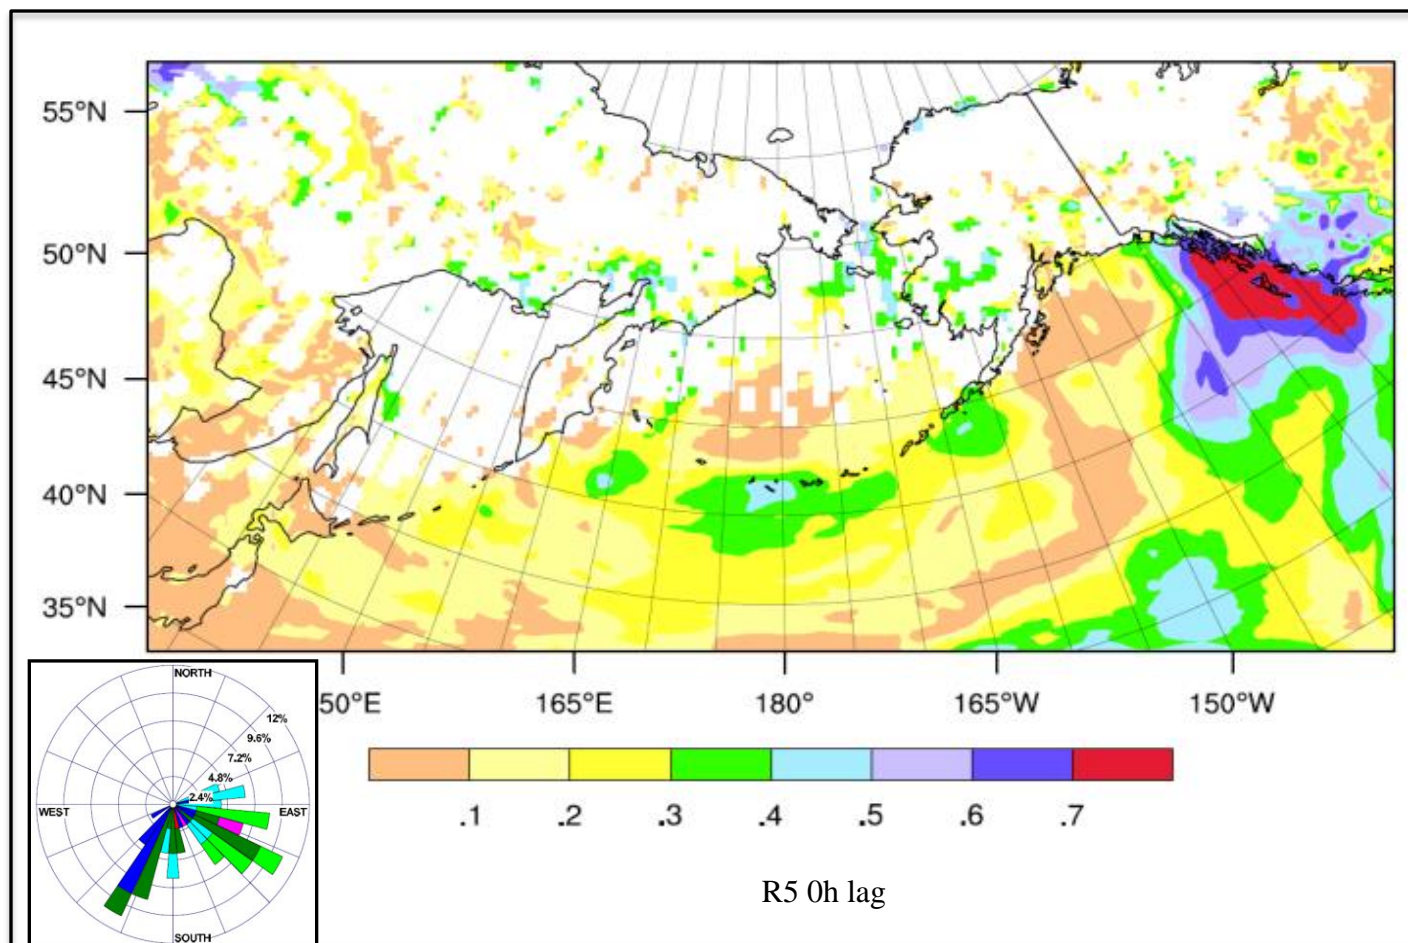 55°N
50°N
45°N
40°N
35°N
50°E 165°E 180° 165°W 150°W
NORTH
12%
9.6%
7.2%
4.8%
2.4%
WEST EAST
SOUTH
.1 .2 .3 .4 .5 .6 .7
R5 0h lag